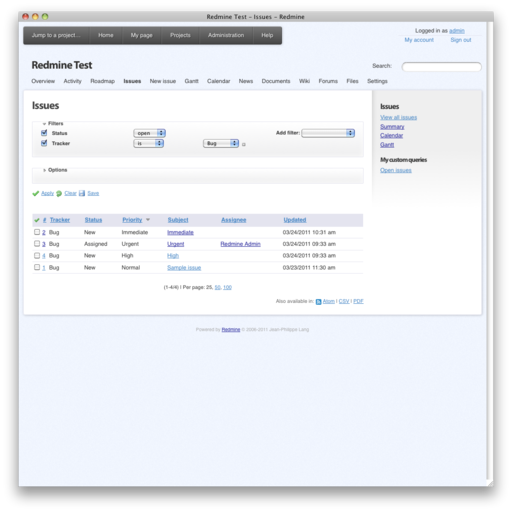 Redmine Test – Issues – Redmine
Jump to a project... Home My page Projects Administration Help
Logged in as admin
My account Sign out
Redmine Test
Search:
Overview Activity Roadmap Issues New issue Gantt Calendar News Documents Wiki Forums Files Settings
Issues
Filters
Status open Add filter:
Tracker is Bug
Options
Apply Clear Save
# Tracker Status Priority Subject Assignee Updated
2 Bug New Immediate Immediate 03/24/2011 10:31 am
3 Bug Assigned Urgent Urgent Redmine Admin 03/24/2011 09:33 am
4 Bug New High High 03/24/2011 09:33 am
1 Bug New Normal Sample issue 03/23/2011 11:30 am
(1-4/4) | Per page: 25, 50, 100
Also available in: Atom | CSV | PDF
Issues
View all issues
Summary
Calendar
Gantt
My custom queries
Open issues
Powered by Redmine © 2006-2011 Jean-Philippe Lang